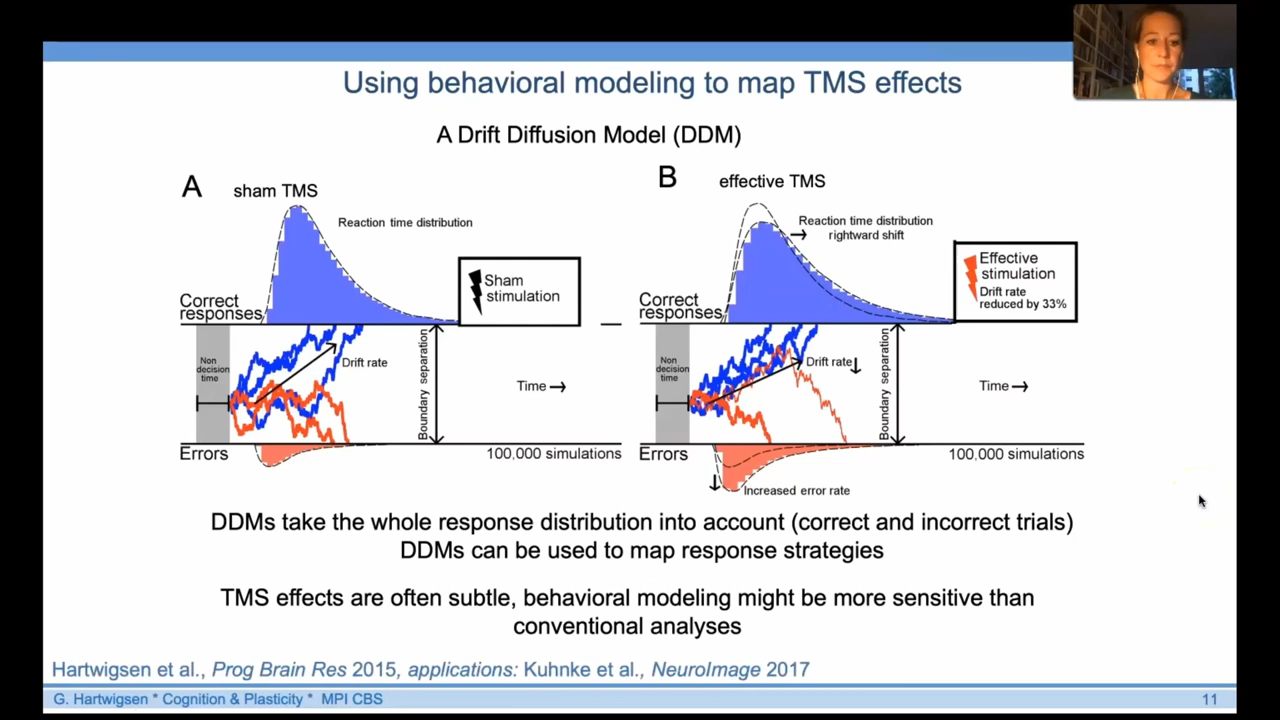 Using behavioral modeling to map TMS effects
A Drift Diffusion Model (DDM)
A
sham TMS
Reaction time distribution
Sham
stimulation
Correct
responses
Non
decision
time
Drift rate
Boundary separation
Time
Errors
100,000 simulations
B
effective TMS
Reaction time distribution
rightward shift
Effective
stimulation
Drift rate
reduced by 33%
Correct
responses
Non
decision
time
Drift rate
Boundary separation
Time
Errors
100,000 simulations
Increased error rate
DDMs take the whole response distribution into account (correct and incorrect trials)
DDMs can be used to map response strategies
TMS effects are often subtle, behavioral modeling might be more sensitive than
conventional analyses
Hartwigsen et al., Prog Brain Res 2015, applications: Kuhnke et al., NeuroImage 2017
G. Hartwigsen * Cognition & Plasticity * MPI CBS
11